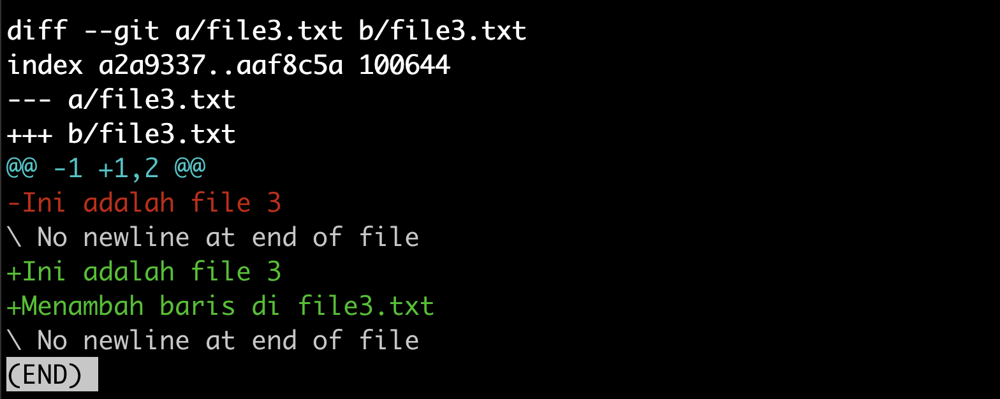 diff --git a/file3.txt b/file3.txt
index a2a9337..aaf8c5a 100644
--- a/file3.txt
+++ b/file3.txt
@@ -1 +1,2 @@
-Ini adalah file 3
\ No newline at end of file
+Ini adalah file 3
+Menambah baris di file3.txt
\ No newline at end of file
(END)